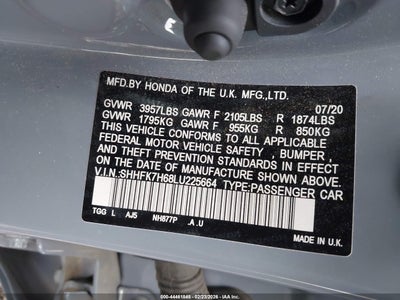 MFD.BY HONDA OF THE U.K. MFG.,LTD.
07/20
GVWR 3957LBS GAWR F 2105LBS R 1874LBS
GVWR 1795KG GAWR F 955KG R 850KG
THIS VEHICLE CONFORMS TO ALL APPLICABLE
FEDERAL MOTOR VEHICLE SAFETY , BUMPER ,
AND THEFT PREVENTION STANDARDS IN EFFECT
ON THE DATE OF MANUFACTURE SHOWN ABOVE.
V.I.N:SHHFK7H68LU225664 TYPE:PASSENGER CAR
TGG L AJ5 NH877P .A.U
MADE IN U.K.
000-44461848 - 02/23/2026 - IAAI.COM